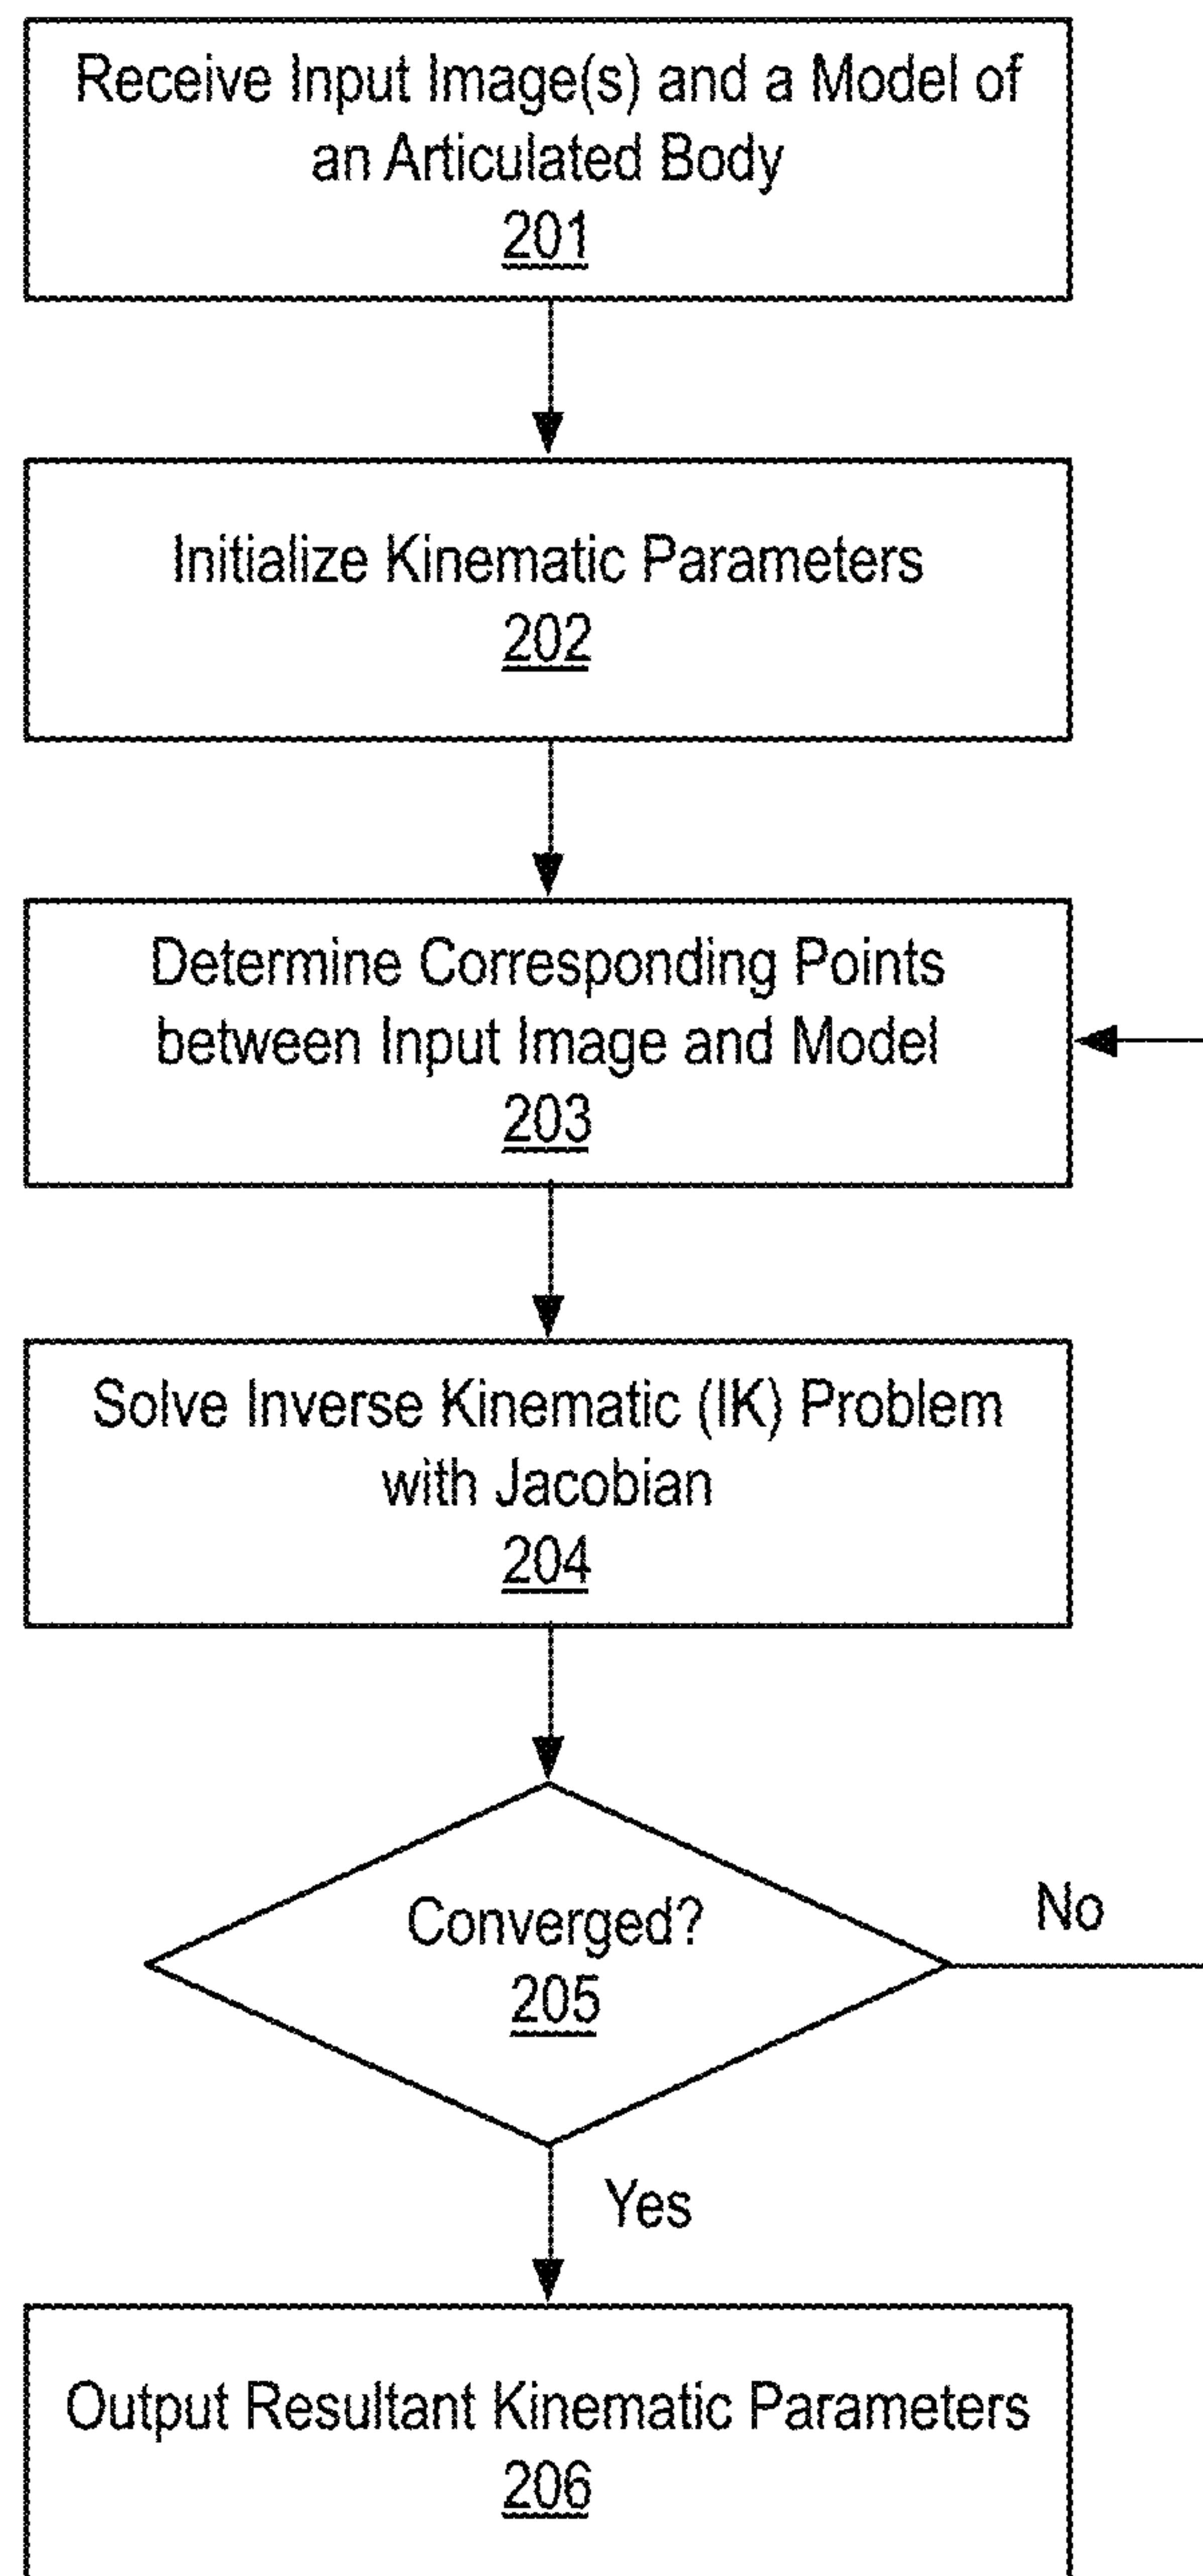 Receive Input Image(s) and a Model of
an Articulated Body
201
Initialize Kinematic Parameters
202
Determine Corresponding Points
between Input Image and Model
203
Solve Inverse Kinematic (IK) Problem
with Jacobian
204
Converged?
205
No
Yes
Output Resultant Kinematic Parameters
206